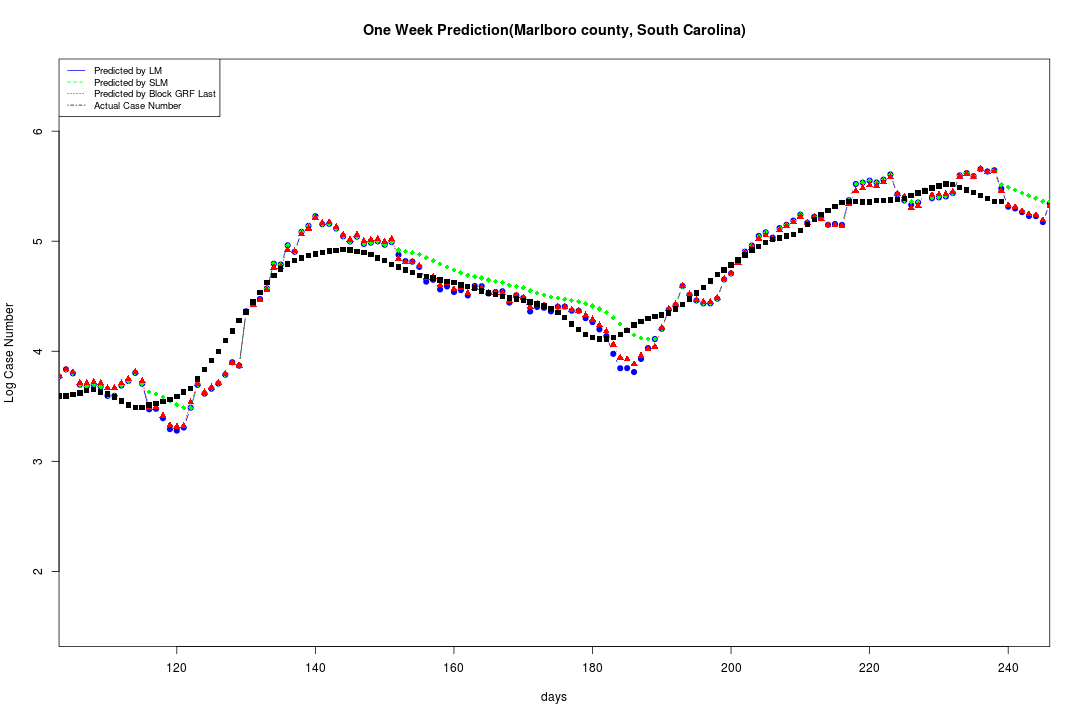 One Week Prediction(Marlboro county, South Carolina)
Predicted by LM
Predicted by SLM
Predicted by Block GRF Last
Actual Case Number
Log Case Number
6
5
4
3
2
120 140 160 180 200 220 240
days